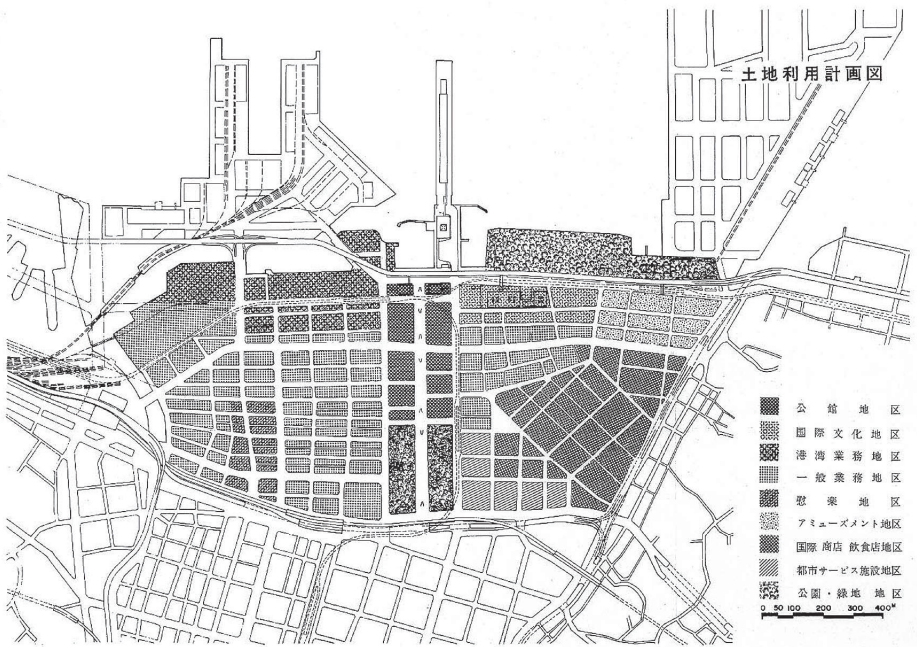 土地利用計画図
公館地区
国際文化地区
港湾業務地区
一般業務地区
慰楽地区
アミューズメント地区
国際商店飲食店地区
都市サービス施設地区
公園・緑地地区
0 50 100 200 300 400M